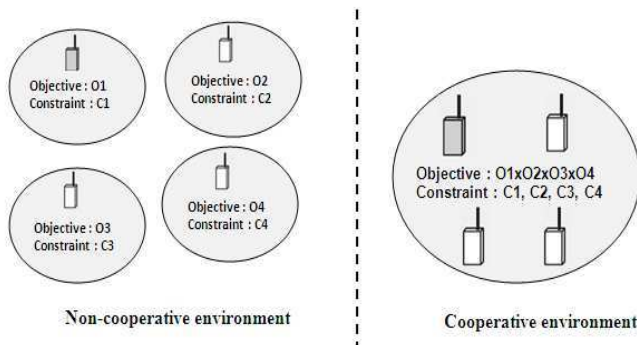 Objective : O1
Constraint : C1
Objective : O2
Constraint : C2
Objective : O3
Constraint : C3
Objective : O4
Constraint : C4
Non-cooperative environment
Objective : O1xO2xO3xO4
Constraint : C1, C2, C3, C4
Cooperative environment